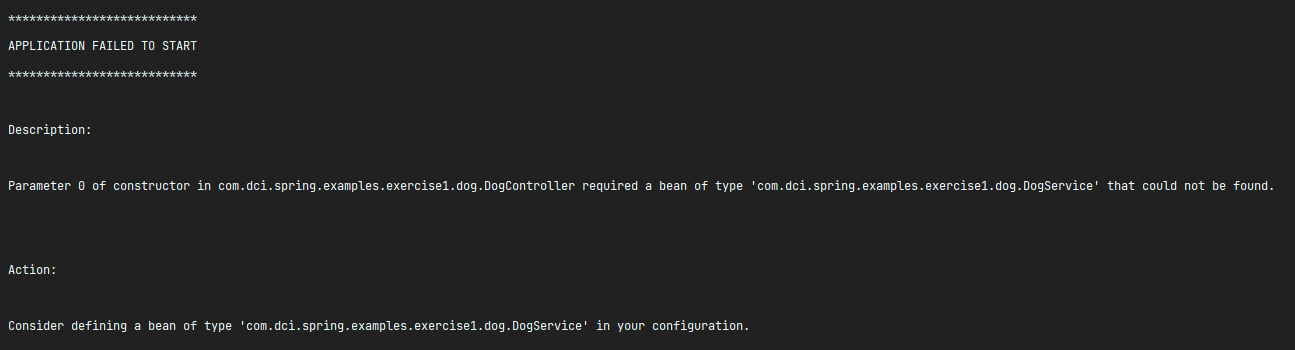 ***************************
APPLICATION FAILED TO START
***************************
Description:
Parameter 0 of constructor in com.dci.spring.examples.exercise1.dog.DogController required a bean of type 'com.dci.spring.examples.exercise1.dog.DogService' that could not be found.
Action:
Consider defining a bean of type 'com.dci.spring.examples.exercise1.dog.DogService' in your configuration.